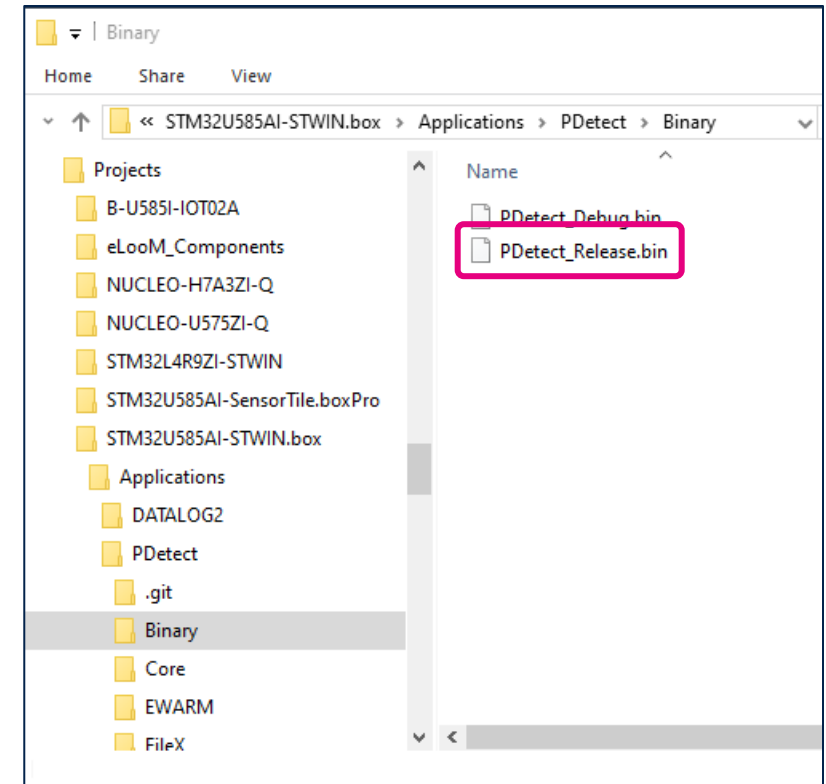 Binary
Home Share View
« STM32U585AI-STWIN.box > Applications > PDetect > Binary
Projects
B-U585I-IOT02A
eLooM_Components
NUCLEO-H7A3ZI-Q
NUCLEO-U575ZI-Q
STM32L4R9ZI-STWIN
STM32U585AI-SensorTile.boxPro
STM32U585AI-STWIN.box
Applications
DATALOG2
PDetect
.git
Binary
Core
EWARM
FileX
Name
PDetect_Debug.bin
PDetect_Release.bin